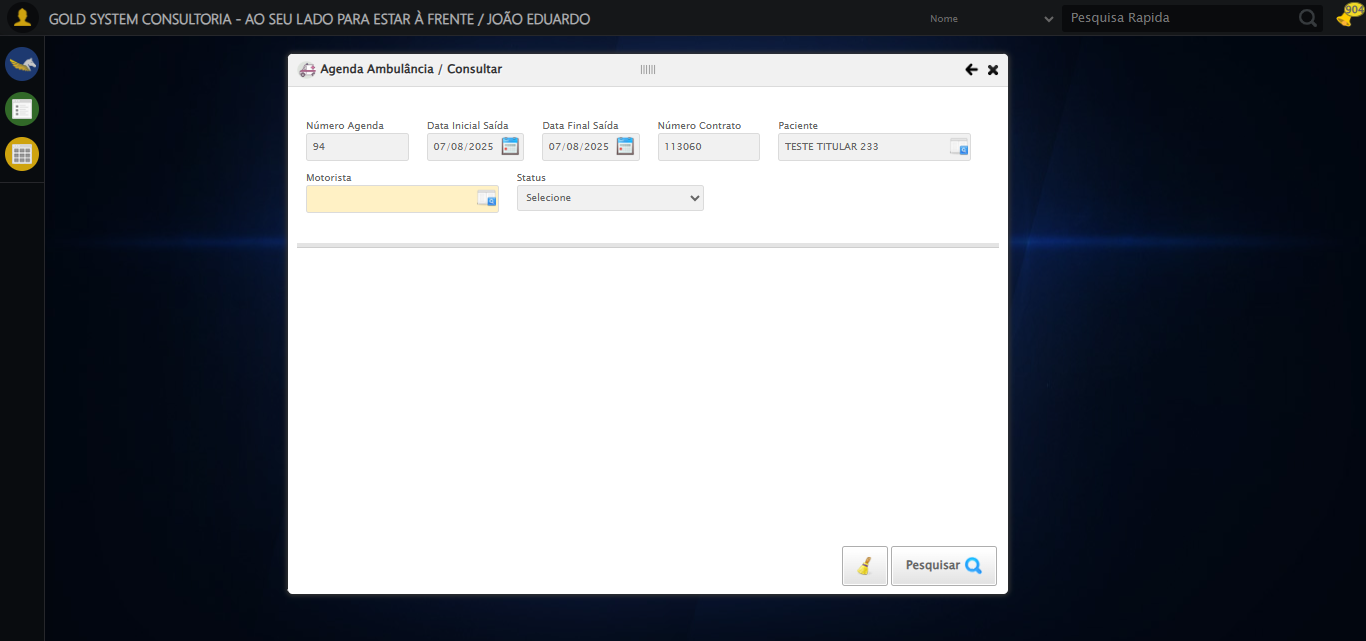 GOLD SYSTEM CONSULTORIA - AO SEU LADO PARA ESTAR À FRENTE / JOÃO EDUARDO
Nome
Pesquisa Rapida
904
Agenda Ambulância / Consultar
Número Agenda
Data Inicial Saída
Data Final Saída
Número Contrato
Paciente
94
07/08/2025
07/08/2025
113060
TESTE TITULAR 233
Motorista
Status
Selecione
Pesquisar